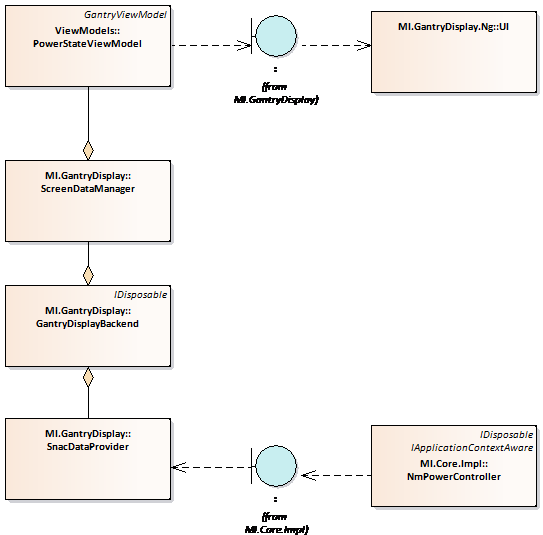 GantryViewModel
ViewModels::
PowerStateViewModel
:
(from
MI.GantryDisplay)
MI.GantryDisplay.Ng::UI
MI.GantryDisplay::
ScreenDataManager
IDisposable
MI.GantryDisplay::
GantryDisplayBackend
MI.GantryDisplay::
SnacDataProvider
:
(from
MI.Core.Impl)
IDisposable
IApplicationContextAware
MI.Core.Impl::
NmPowerController